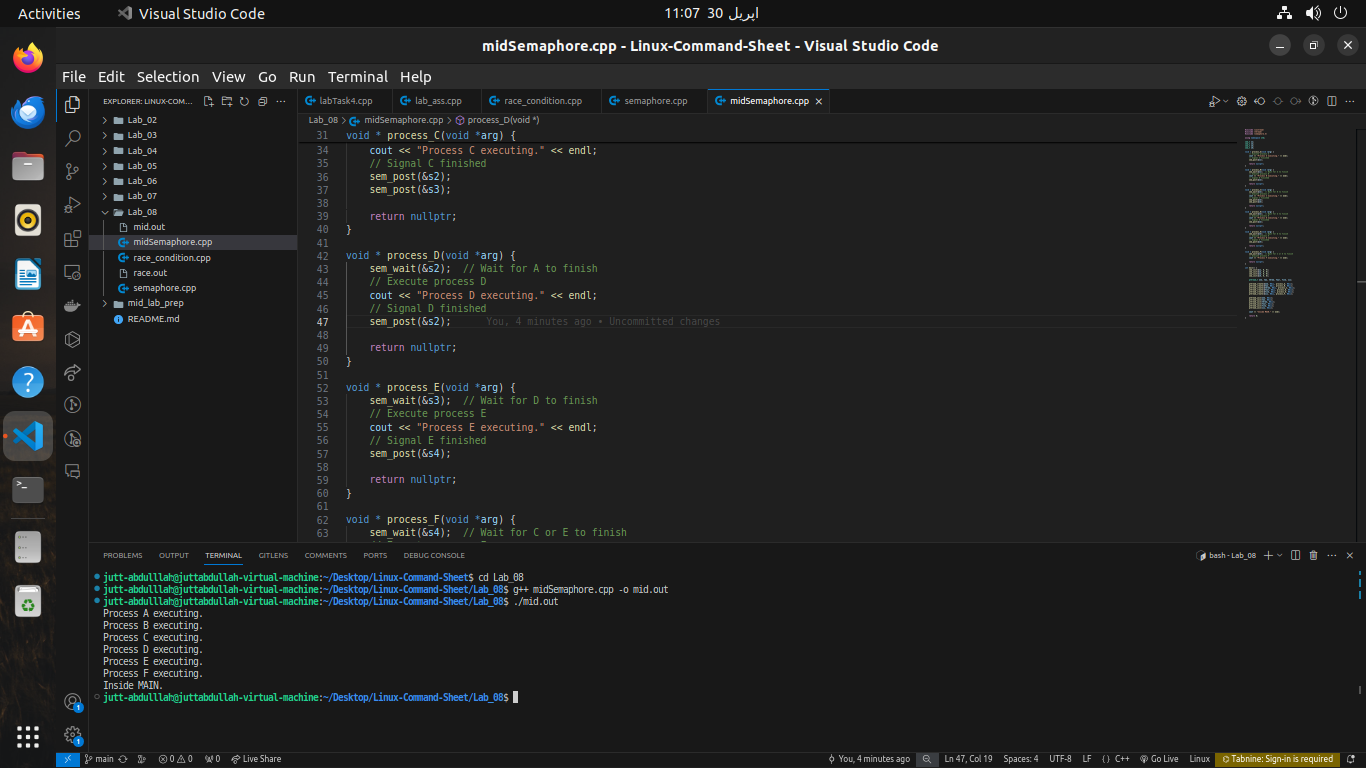 Activities
Visual Studio Code
11:07 اپریل 30
midSemaphore.cpp - Linux-Command-Sheet - Visual Studio Code
File Edit Selection View Go Run Terminal Help
EXPLORER: LINUX-COM...
labTask4.cpp
lab_ass.cpp
race_condition.cpp
semaphore.cpp
midSemaphore.cpp
Lab_02
Lab_03
Lab_04
Lab_05
Lab_06
Lab_07
Lab_08
mid.out
midSemaphore.cpp
race_condition.cpp
race.out
semaphore.cpp
mid_lab_prep
README.md
Lab_08 > midSemaphore.cpp > process_D(void *)
31 void * process_C(void *arg) {
34 cout << "Process C executing." << endl;
35 // Signal C finished
36 sem_post(&s2);
37 sem_post(&s3);
38
39 return nullptr;
40 }
41
42 void * process_D(void *arg) {
43 sem_wait(&s2); // Wait for A to finish
44 // Execute process D
45 cout << "Process D executing." << endl;
46 // Signal D finished
47 sem_post(&s2); You, 4 minutes ago • Uncommitted changes
48
49 return nullptr;
50 }
51
52 void * process_E(void *arg) {
53 sem_wait(&s3); // Wait for D to finish
54 // Execute process E
55 cout << "Process E executing." << endl;
56 // Signal E finished
57 sem_post(&s4);
58
59 return nullptr;
60 }
61
62 void * process_F(void *arg) {
63 sem_wait(&s4); // Wait for C or E to finish
PROBLEMS OUTPUT TERMINAL GITLENS COMMENTS PORTS DEBUG CONSOLE
bash - Lab_08
jutt-abdulllah@juttabdullah-virtual-machine:~/Desktop/Linux-Command-Sheet$ cd Lab_08
jutt-abdulllah@juttabdullah-virtual-machine:~/Desktop/Linux-Command-Sheet/Lab_08$ g++ midSemaphore.cpp -o mid.out
jutt-abdulllah@juttabdullah-virtual-machine:~/Desktop/Linux-Command-Sheet/Lab_08$ ./mid.out
Process A executing.
Process B executing.
Process C executing.
Process D executing.
Process E executing.
Process F executing.
Inside MAIN.
jutt-abdulllah@juttabdullah-virtual-machine:~/Desktop/Linux-Command-Sheet/Lab_08$
1
1
main 0 0 0 Live Share
You, 4 minutes ago Ln 47, Col 19 Spaces: 4 UTF-8 LF {} C++ Go Live Linux Tabnine: Sign-in is required